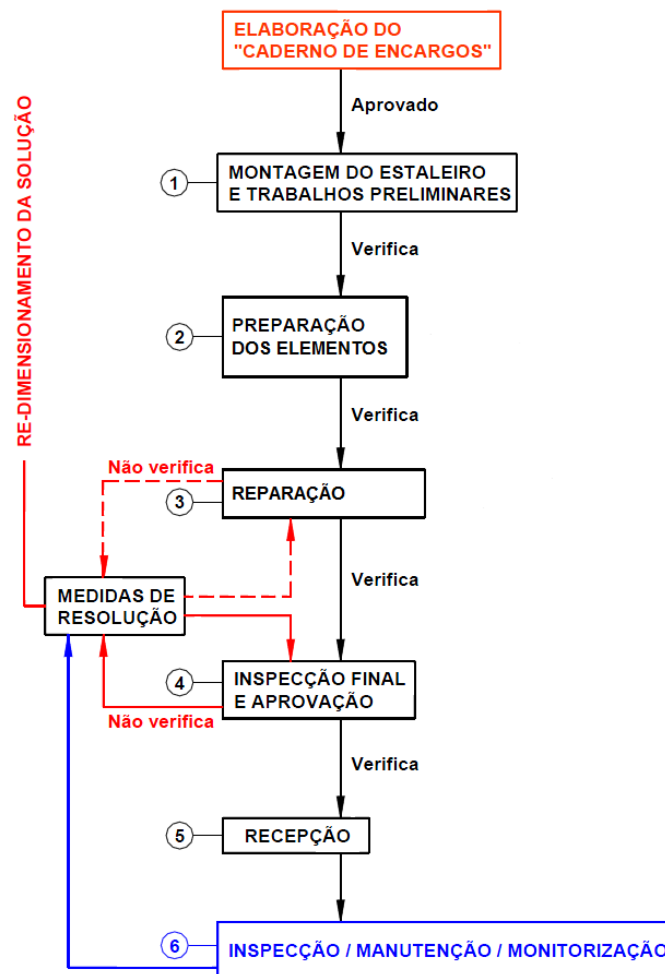 ELABORAÇÃO DO
"CADERNO DE ENCARGOS"
Aprovado
1
MONTAGEM DO ESTALEIRO
E TRABALHOS PRELIMINARES
Verifica
2
PREPARAÇÃO
DOS ELEMENTOS
Verifica
RE-DIMENSIONAMENTO DA SOLUÇÃO
Não verifica
3
REPARAÇÃO
Verifica
MEDIDAS DE
RESOLUÇÃO
4
INSPECÇÃO FINAL
E APROVAÇÃO
Não verifica
Verifica
5
RECEPÇÃO
6
INSPECÇÃO / MANUTENÇÃO / MONITORIZAÇÃO